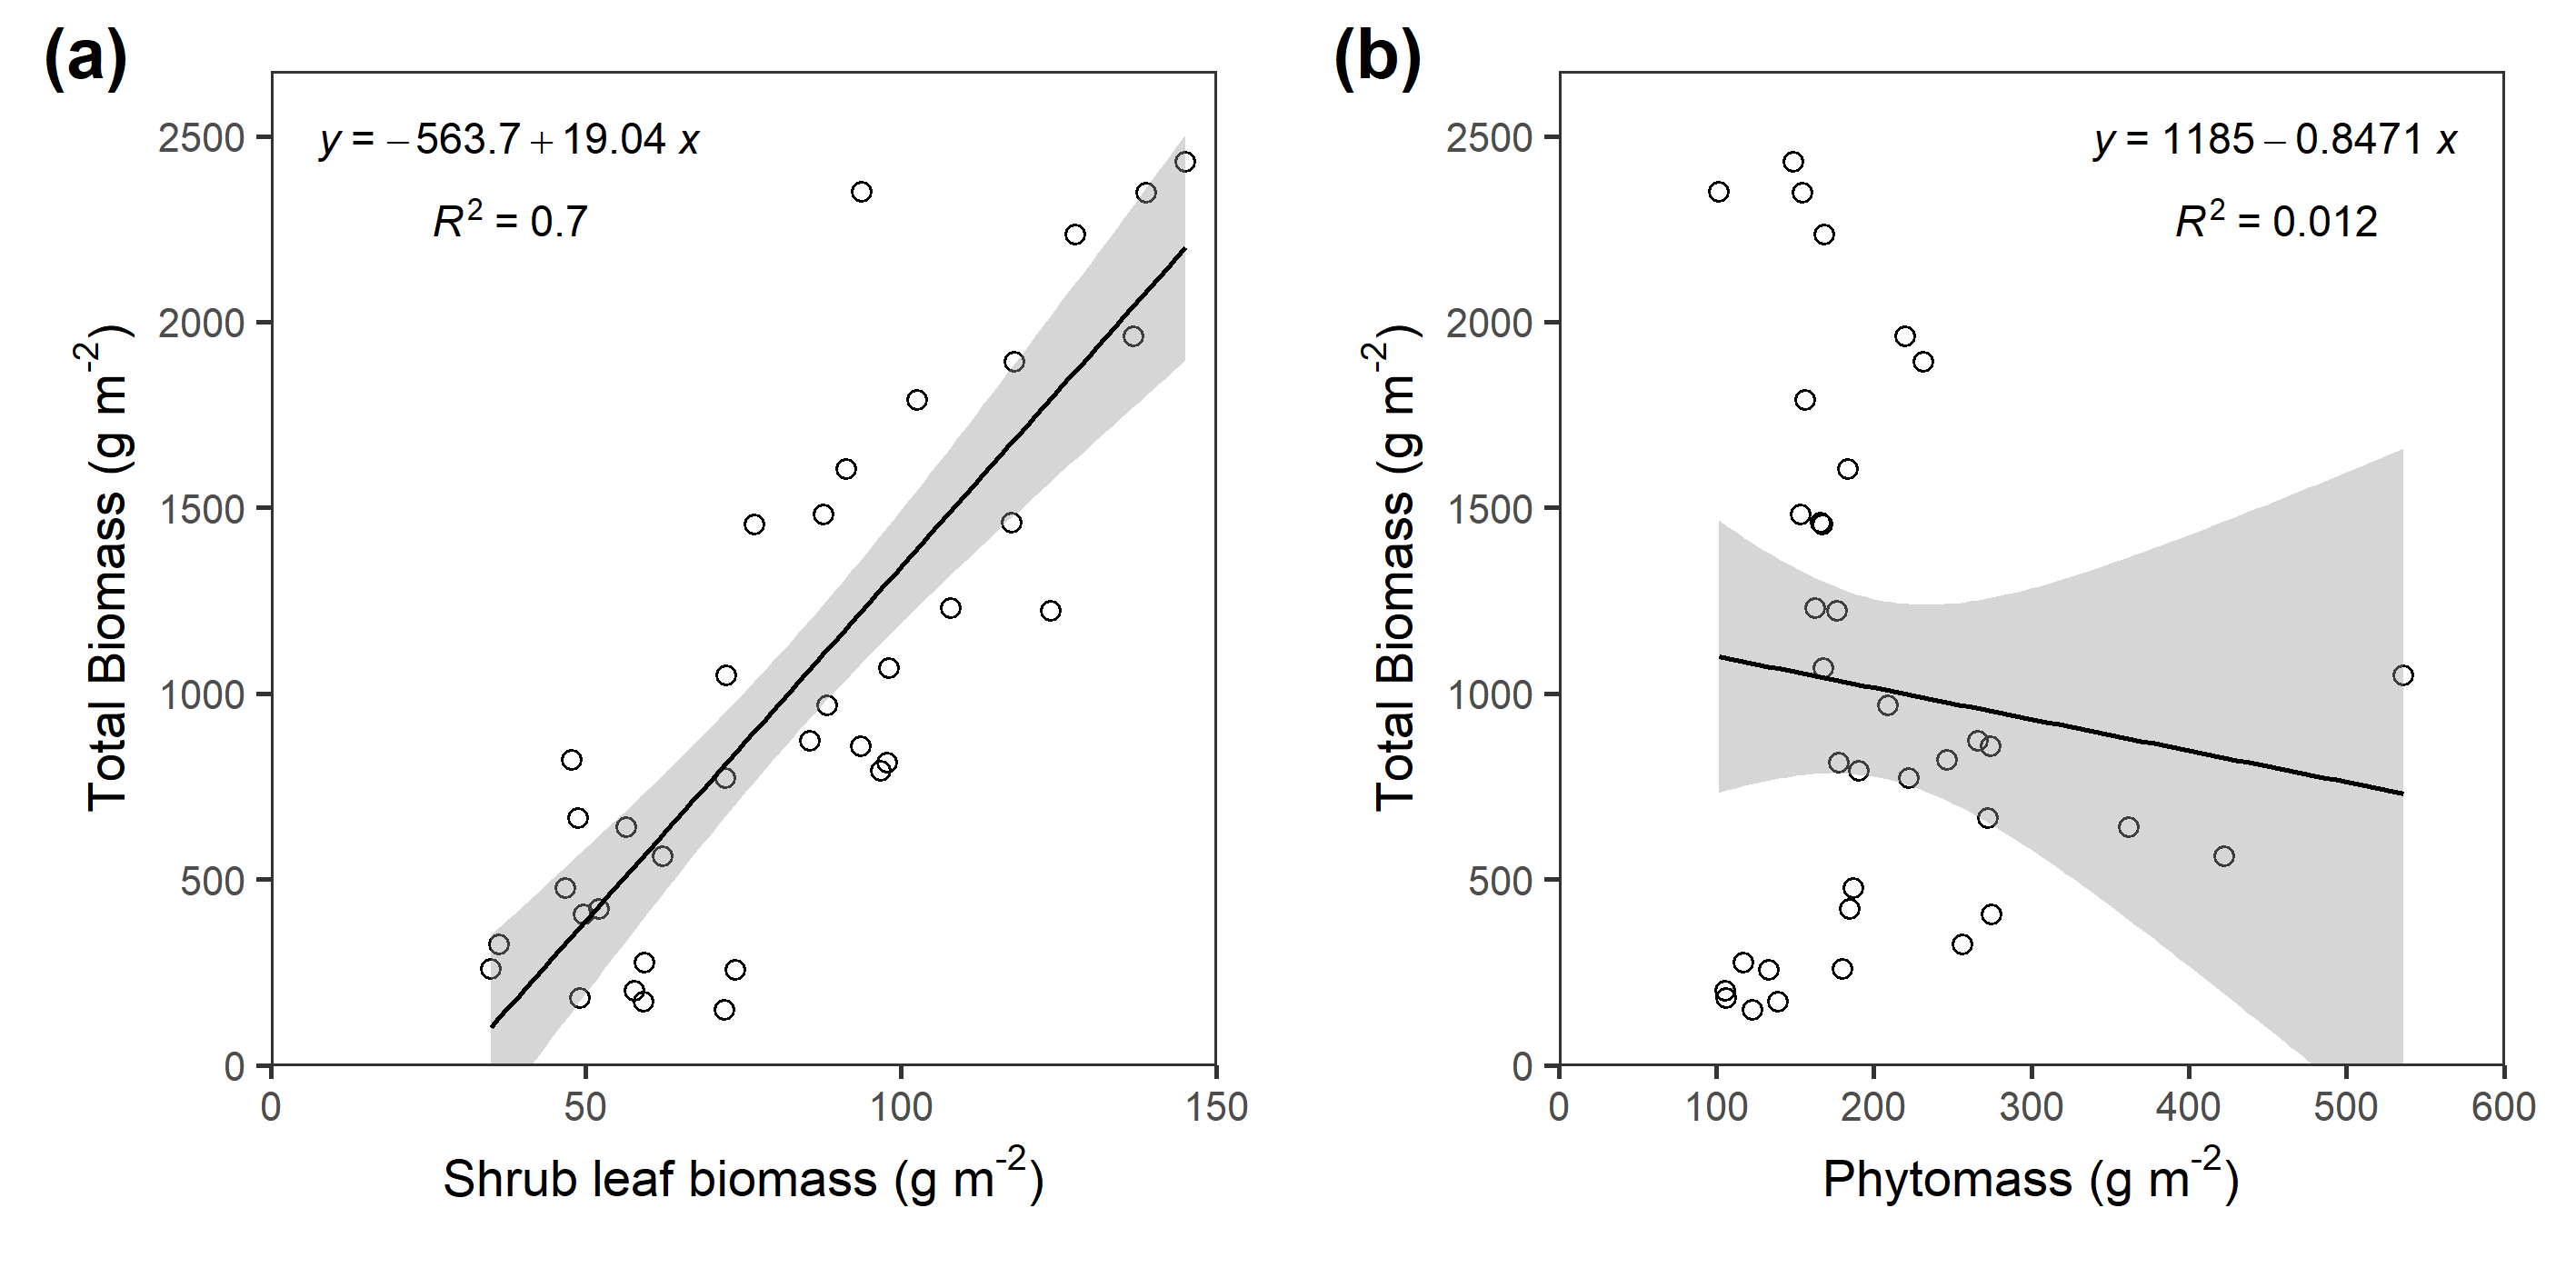 (a)
y = −563.7 + 19.04 x
R² = 0.7
2500
2000
1500
1000
500
0
0 50 100 150
Total Biomass (g m⁻²)
Shrub leaf biomass (g m⁻²)
(b)
y = 1185 − 0.8471 x
R² = 0.012
2500
2000
1500
1000
500
0
0 100 200 300 400 500 600
Total Biomass (g m⁻²)
Phytomass (g m⁻²)